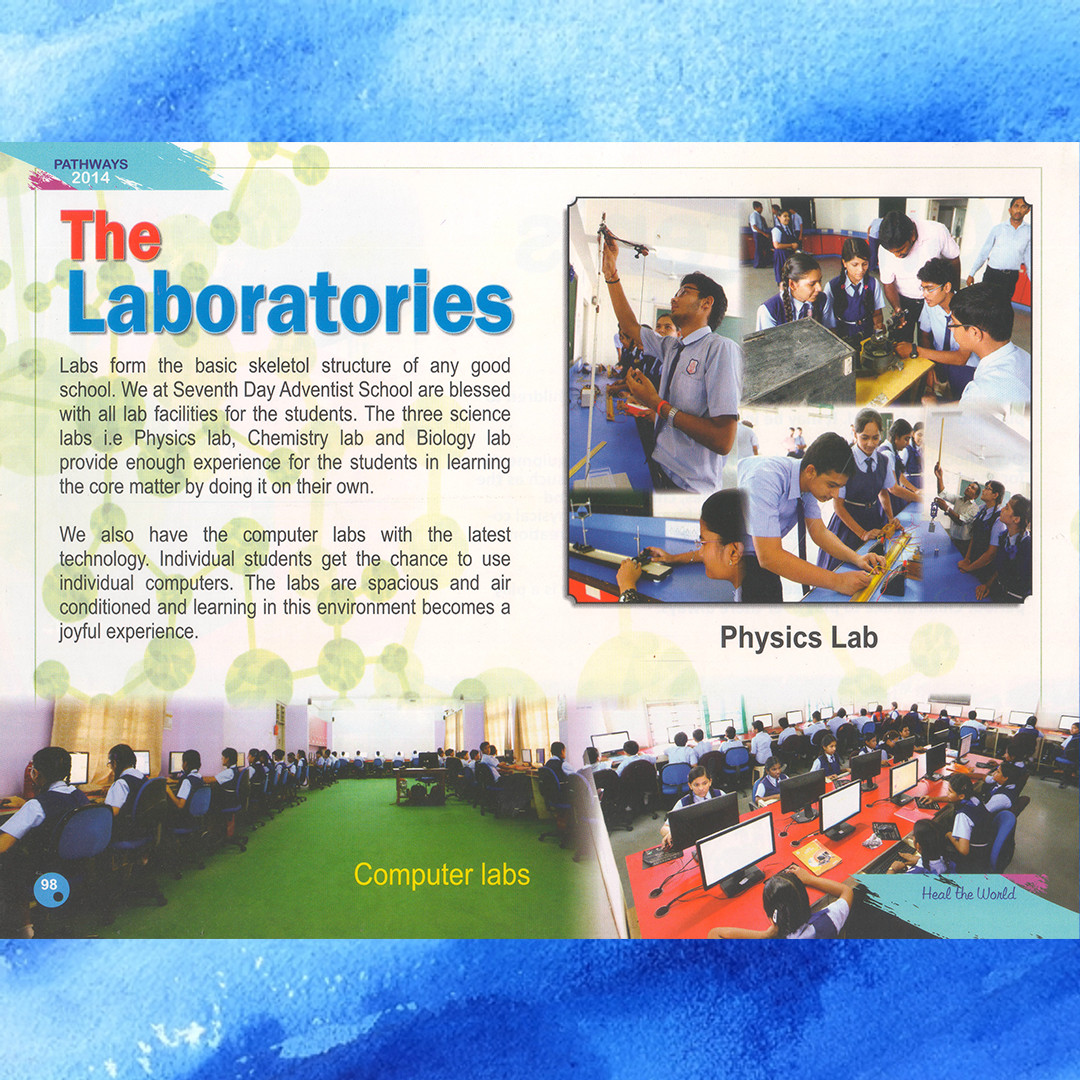 PATHWAYS
2014
The
Laboratories
Labs form the basic skeletol structure of any good
school. We at Seventh Day Adventist School are blessed
with all lab facilities for the students. The three science
labs i.e Physics lab, Chemistry lab and Biology lab
provide enough experience for the students in learning
the core matter by doing it on their own.
We also have the computer labs with the latest
technology. Individual students get the chance to use
individual computers. The labs are spacious and air
conditioned and learning in this environment becomes a
joyful experience.
Physics Lab
Computer labs
98
Heal the World